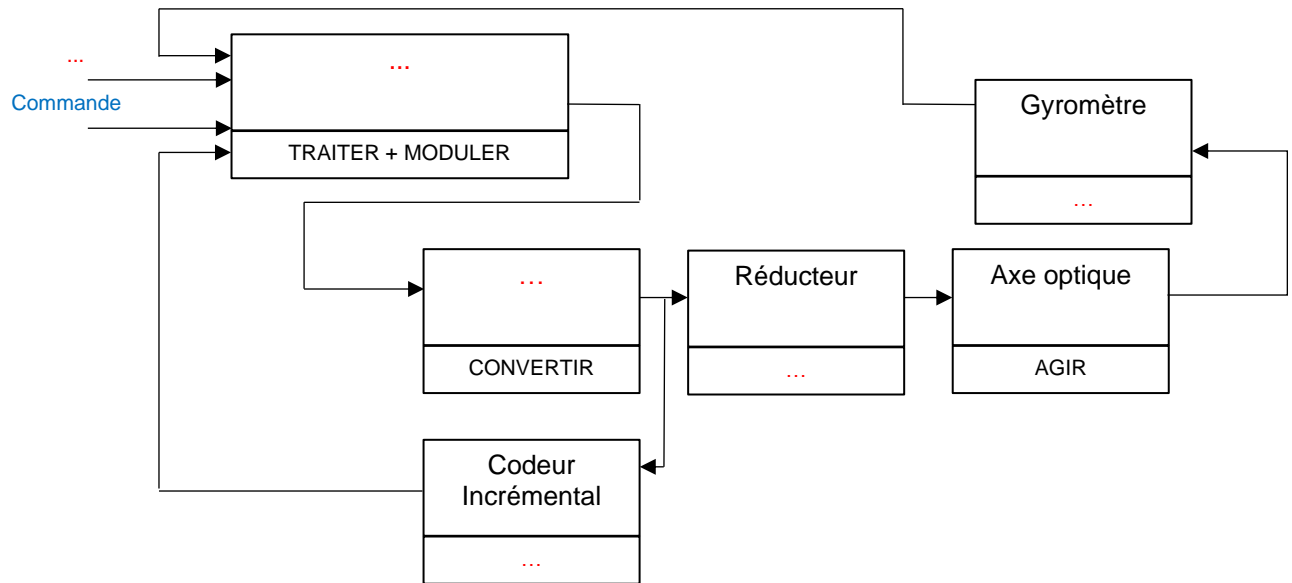 ...
...
Commande
TRAITER + MODULER
Gyromètre
...
...
CONVERTIR
Réducteur
...
Axe optique
AGIR
Codeur
Incrémental
...